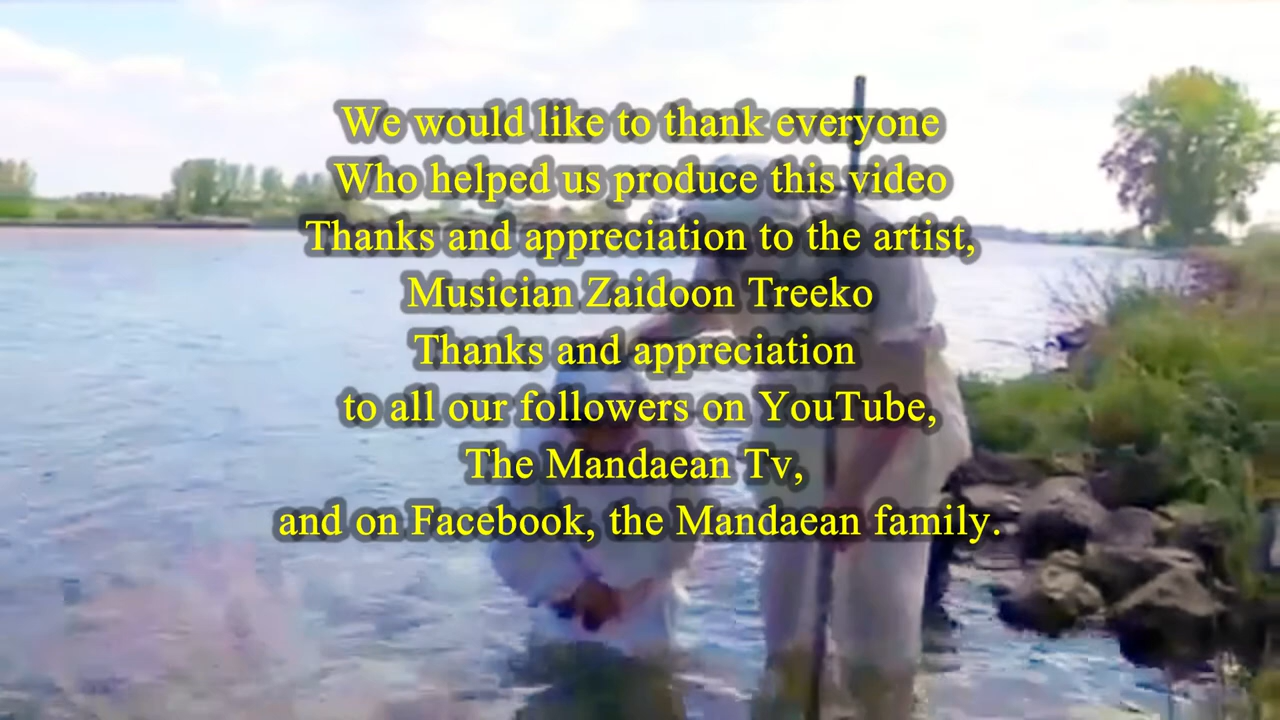 We would like to thank everyone
Who helped us produce this video
Thanks and appreciation to the artist,
Musician Zaidoon Treeko
Thanks and appreciation
to all our followers on YouTube,
The Mandaean Tv,
and on Facebook, the Mandaean family.